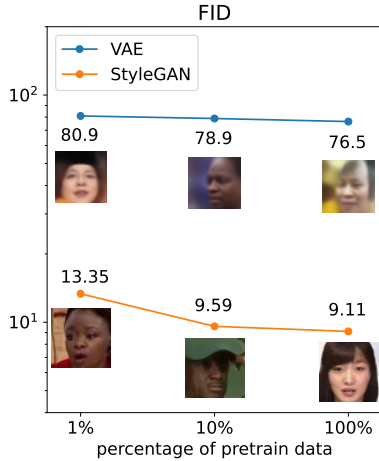 FID
VAE
StyleGAN
10²
80.9 78.9 76.5
13.35
9.59 9.11
10¹
1% 10% 100%
percentage of pretrain data